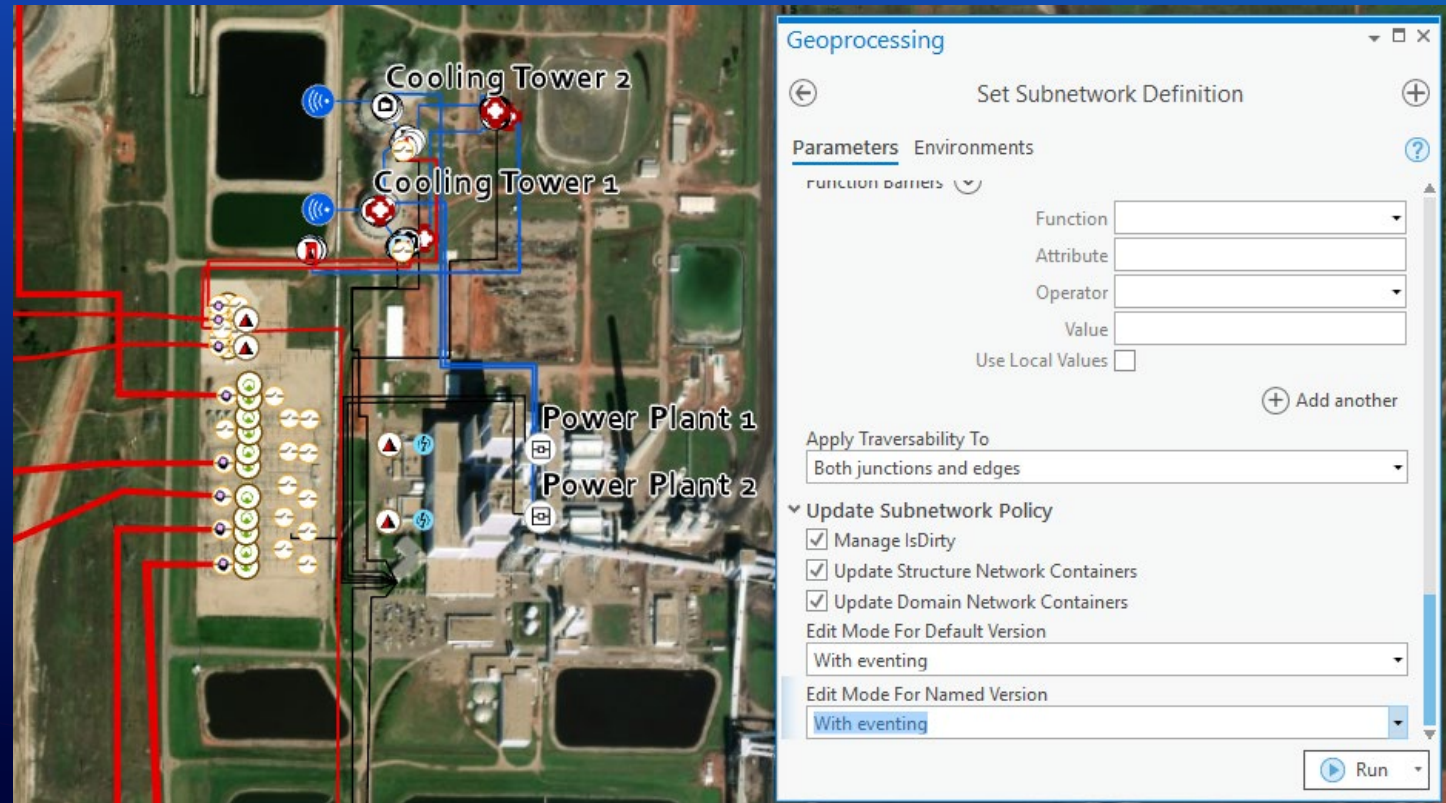 Cooling Tower 2
Cooling Tower 1
Power Plant 1
Power Plant 2
Geoprocessing
Set Subnetwork Definition
Parameters Environments
Function Barriers
Function
Attribute
Operator
Value
Use Local Values
Add another
Apply Traversability To
Both junctions and edges
Update Subnetwork Policy
Manage IsDirty
Update Structure Network Containers
Update Domain Network Containers
Edit Mode For Default Version
With eventing
Edit Mode For Named Version
With eventing
Run